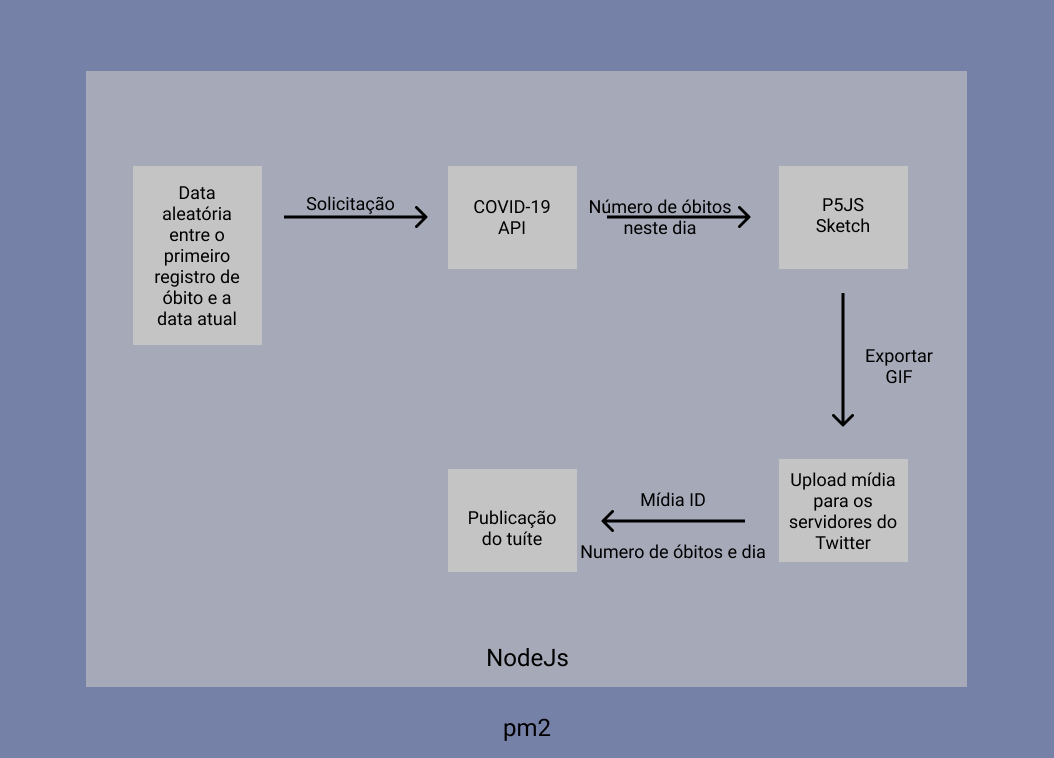 Data
aleatória
entre o
primeiro
registro de
óbito e a
data atual
Solicitação
COVID-19
API
Número de óbitos
neste dia
P5JS
Sketch
Exportar
GIF
Upload mídia
para os
servidores do
Twitter
Mídia ID
Numero de óbitos e dia
Publicação
do tuíte
NodeJs
pm2